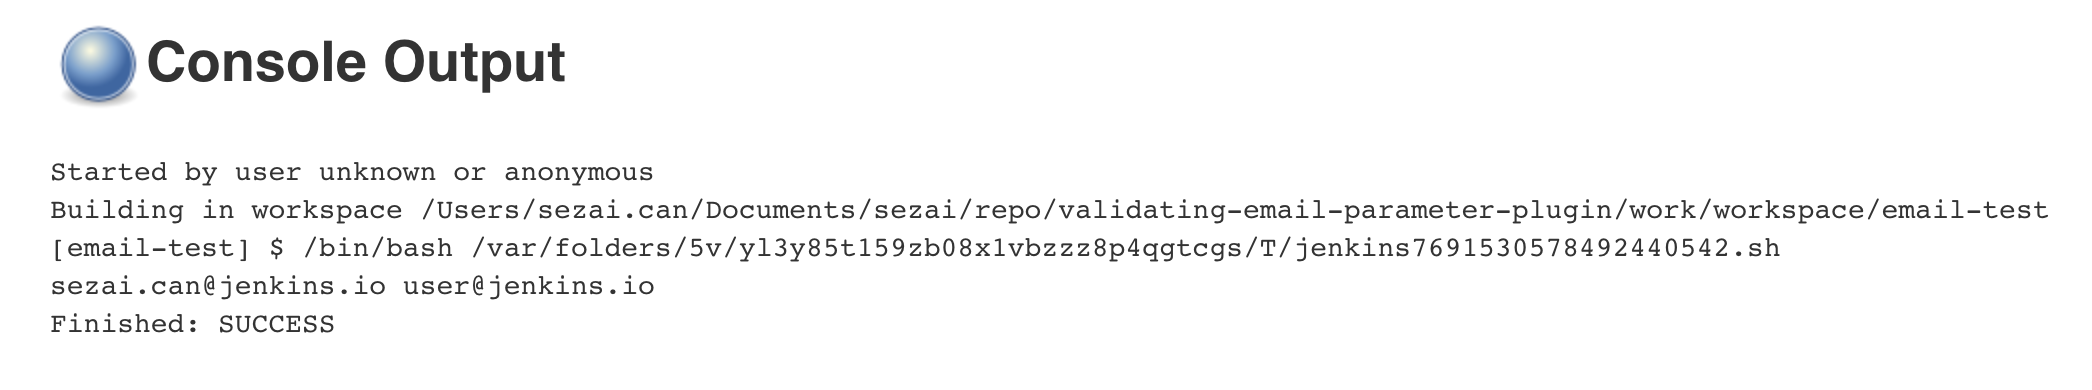 Console Output
Started by user unknown or anonymous
Building in workspace /Users/sezai.can/Documents/sezai/repo/validating-email-parameter-plugin/work/workspace/email-test
[email-test] $ /bin/bash /var/folders/5v/yl3y85t159zb08x1vbzzz8p4qgtcgs/T/jenkins7691530578492440542.sh
sezai.can@jenkins.io user@jenkins.io
Finished: SUCCESS